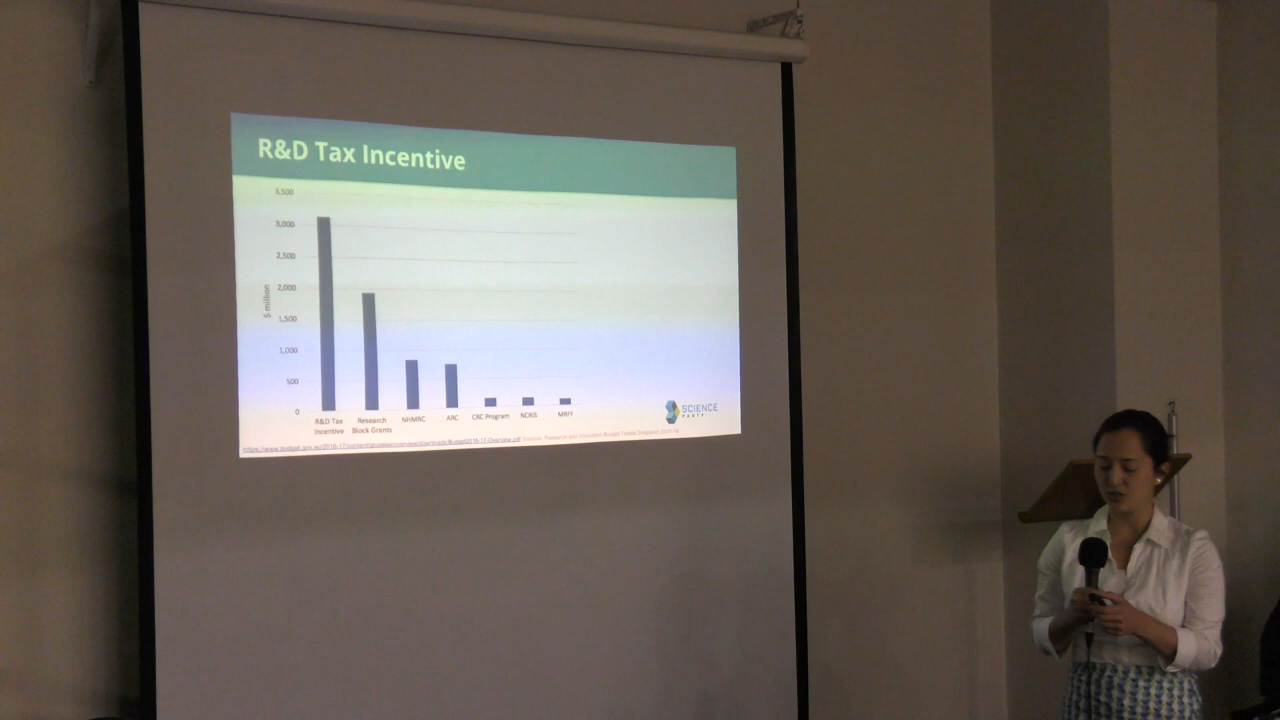 R&D Tax Incentive
3,500
3,000
2,500
2,000
1,500
1,000
500
0
$ million
R&D Tax Incentive
Research Block Grants
NHMRC
ARC
CRC Program
NCRIS
MRFF
SCIENCE
PARTY